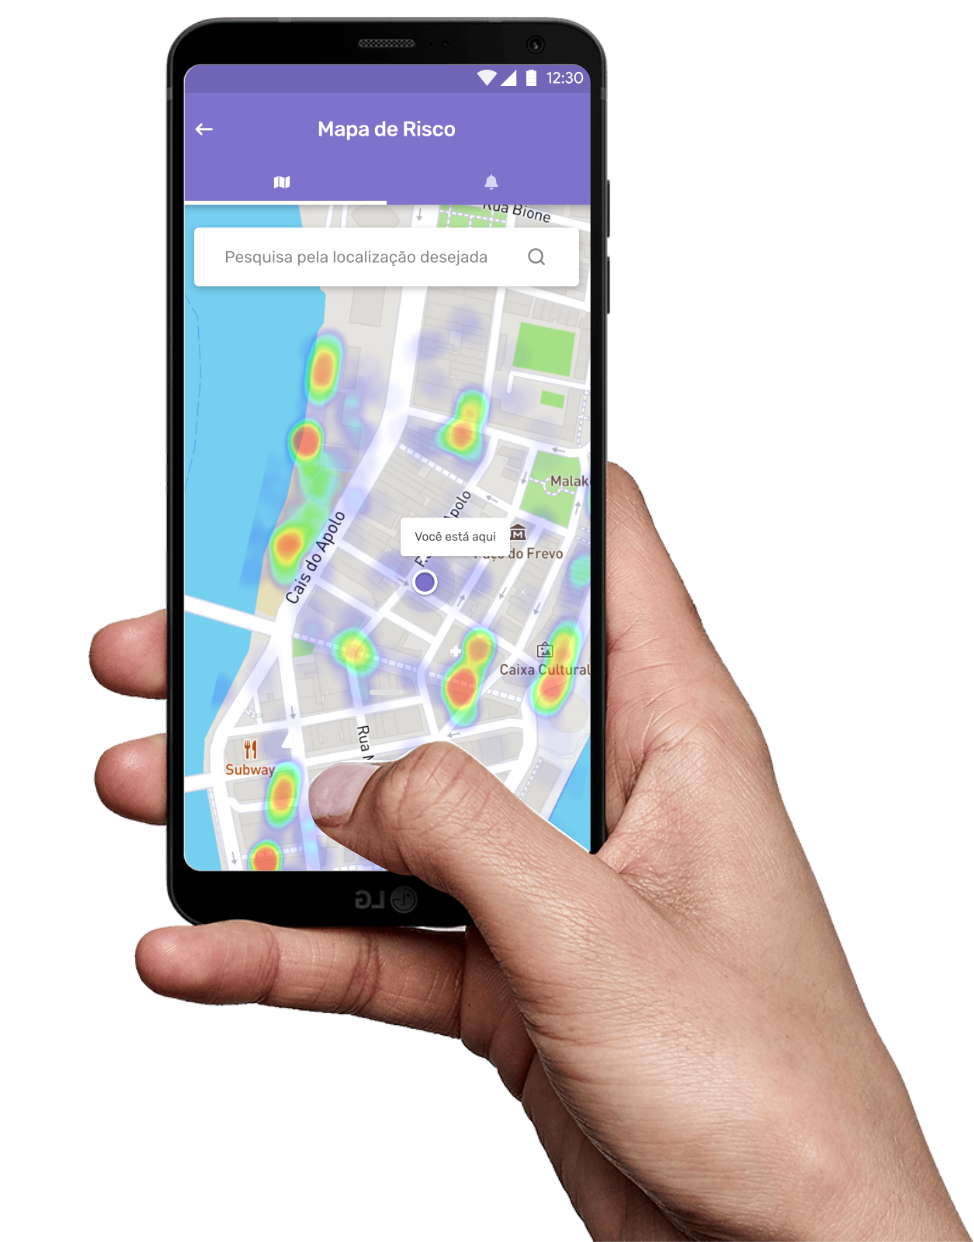 12:30
Mapa de Risco
Rua Bione
Pesquisa pela localização desejada
Malak
Apolo
Você está aqui
do Frevo
Cais do Apolo
Caixa Cultural
Rua M
Subway
LG